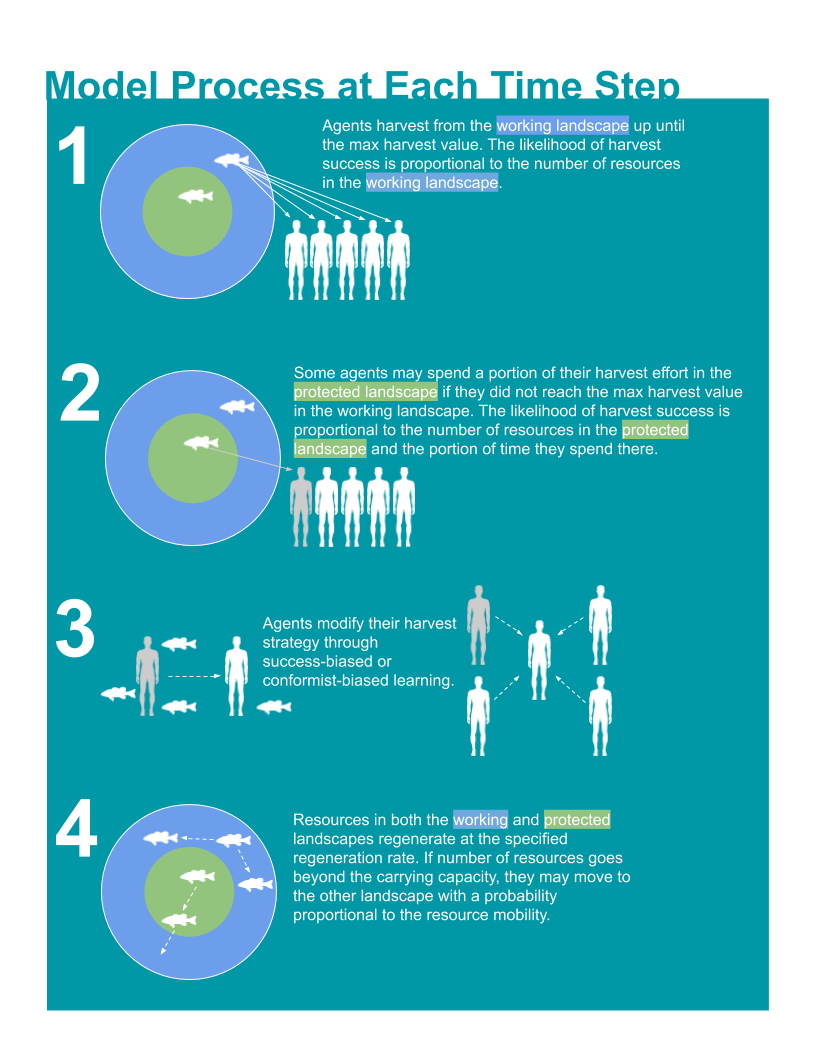 Model Process at Each Time Step
1
Agents harvest from the working landscape up until
the max harvest value. The likelihood of harvest
success is proportional to the number of resources
in the working landscape.
2
Some agents may spend a portion of their harvest effort in the
protected landscape if they did not reach the max harvest value
in the working landscape. The likelihood of harvest success is
proportional to the number of resources in the protected
landscape and the portion of time they spend there.
3
Agents modify their harvest
strategy through
success-biased or
conformist-biased learning.
4
Resources in both the working and protected
landscapes regenerate at the specified
regeneration rate. If number of resources goes
beyond the carrying capacity, they may move to
the other landscape with a probability
proportional to the resource mobility.